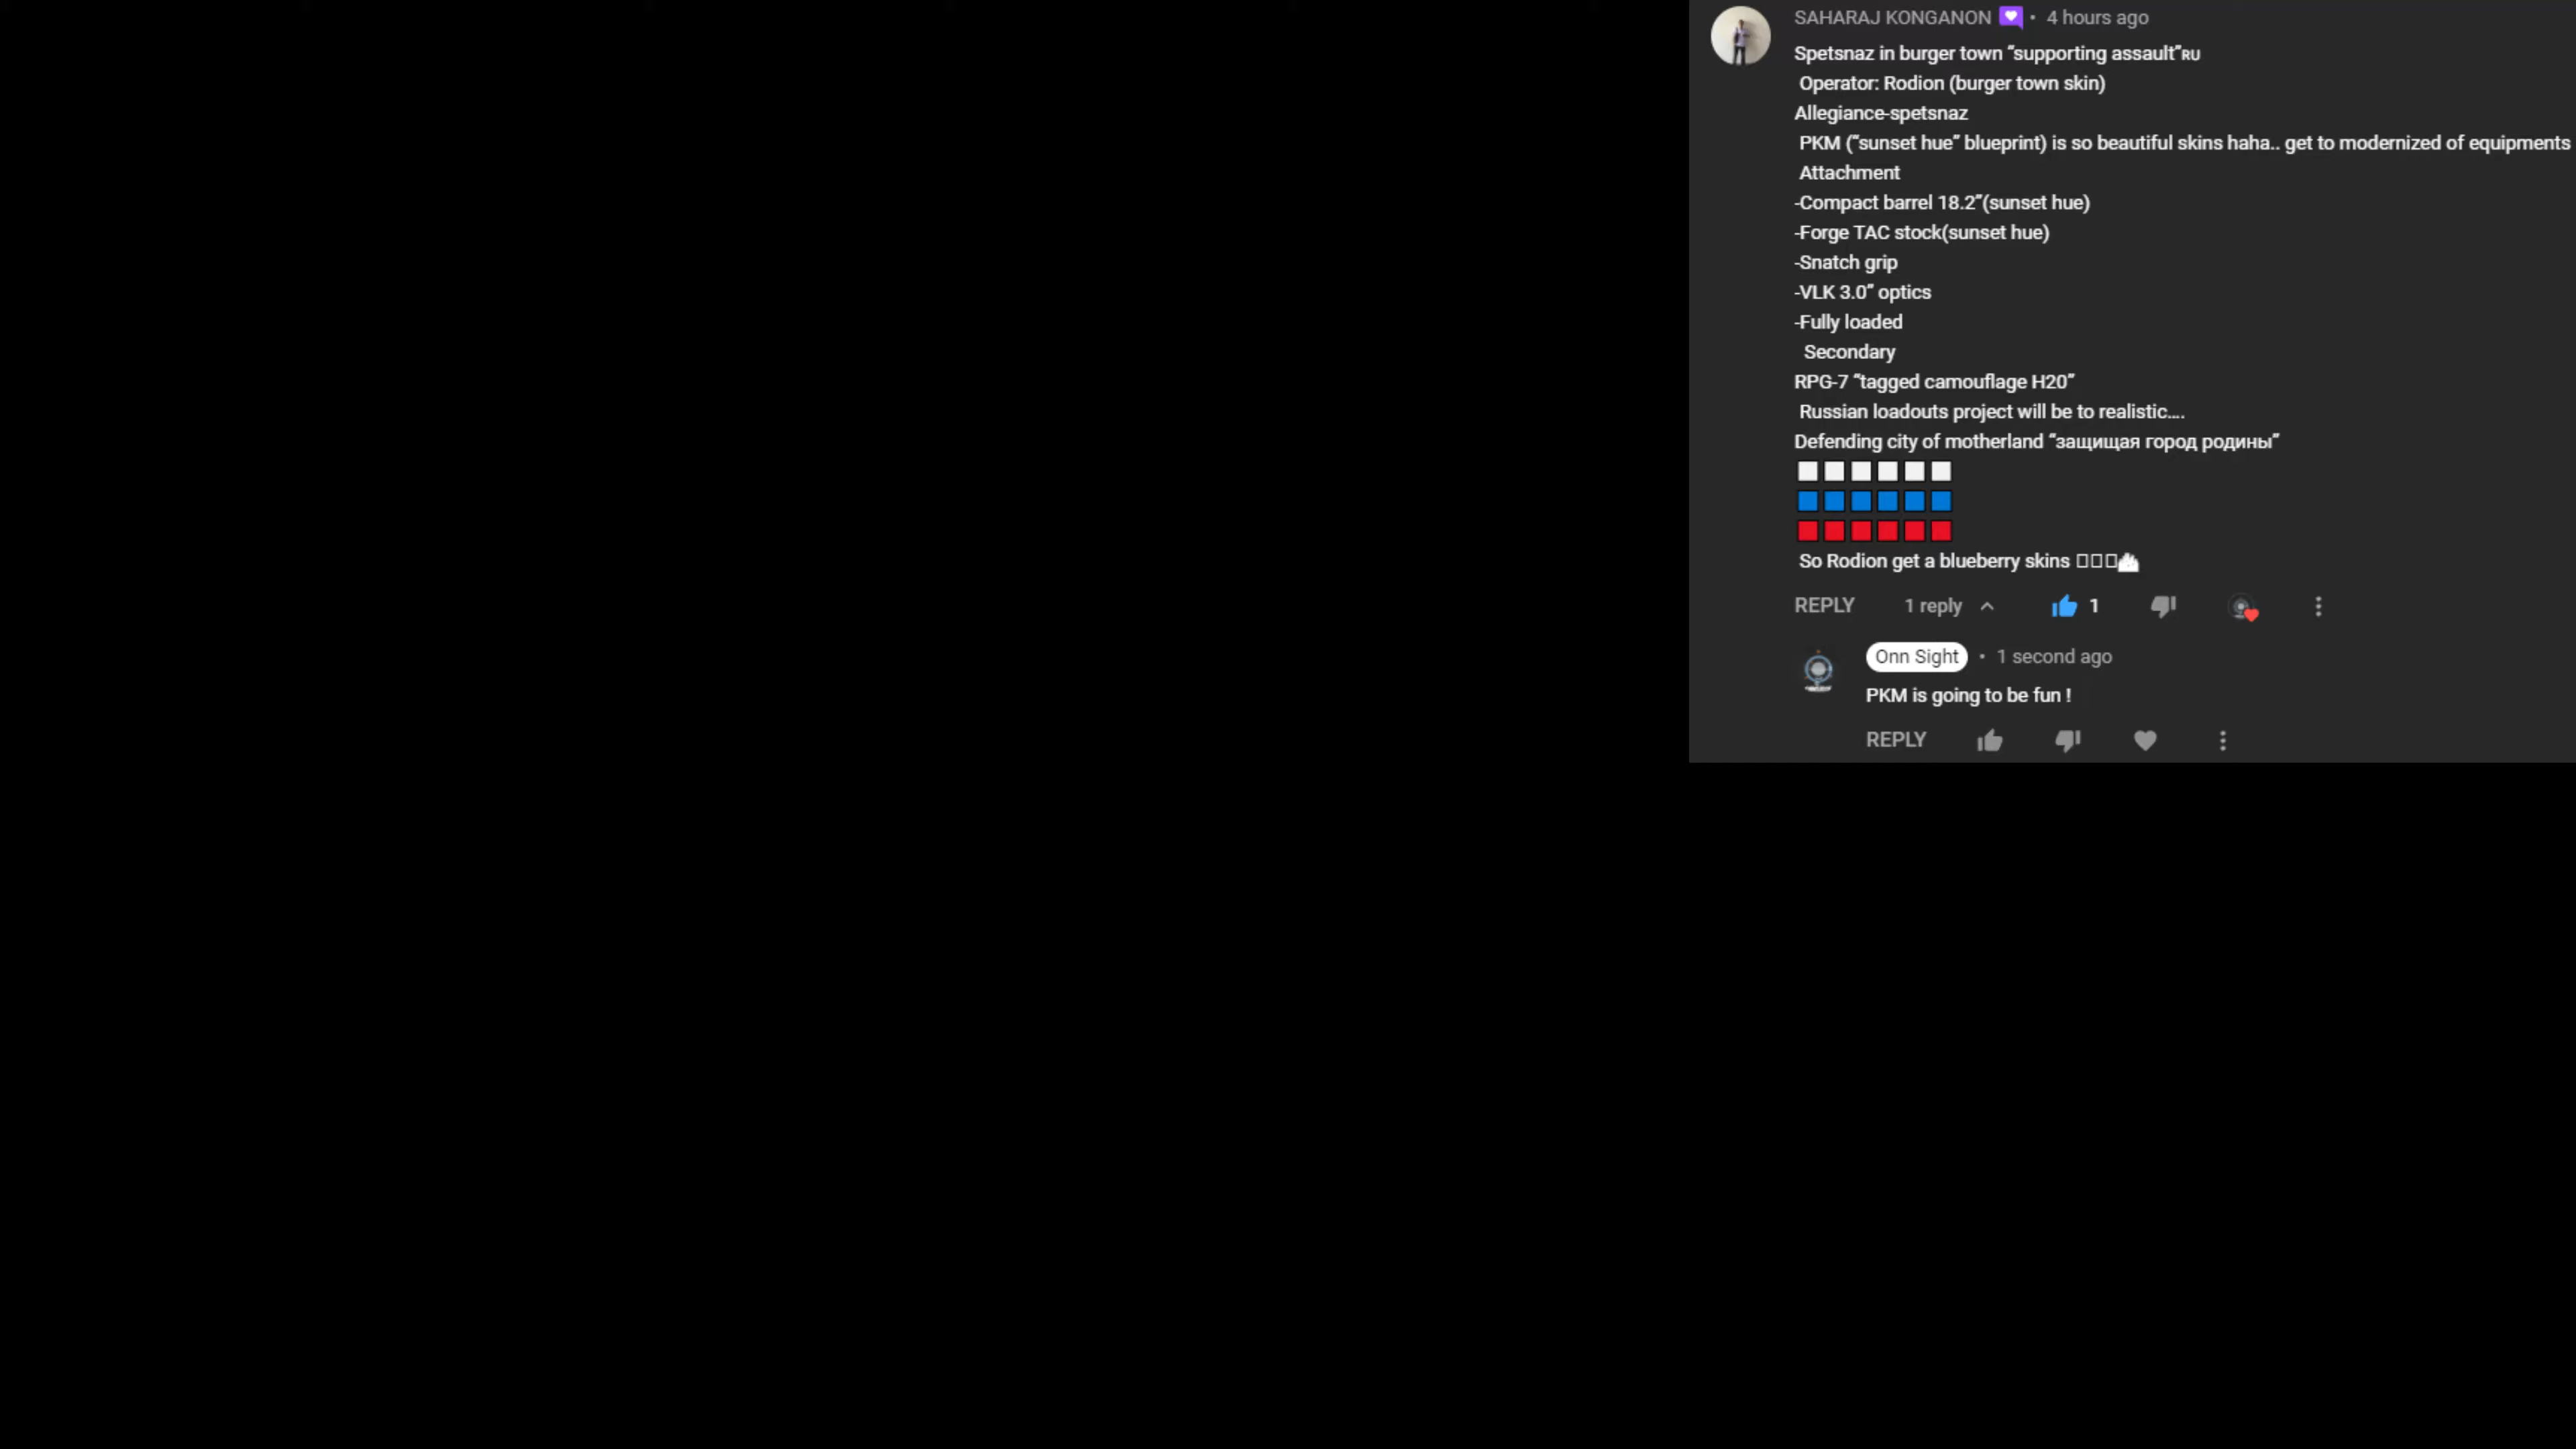 SAHARAJ KONGANON • 4 hours ago
Spetsnaz in burger town “supporting assault”RU
Operator: Rodion (burger town skin)
Allegiance-spetsnaz
PKM (“sunset hue” blueprint) is so beautiful skins haha.. get to modernized of equipments
Attachment
-Compact barrel 18.2”(sunset hue)
-Forge TAC stock(sunset hue)
-Snatch grip
-VLK 3.0” optics
-Fully loaded
Secondary
RPG-7 “tagged camouflage H20”
Russian loadouts project will be to realistic....
Defending city of motherland “защищая город родины”
So Rodion get a blueberry skins
REPLY 1 reply 1
Onn Sight • 1 second ago
PKM is going to be fun !
REPLY